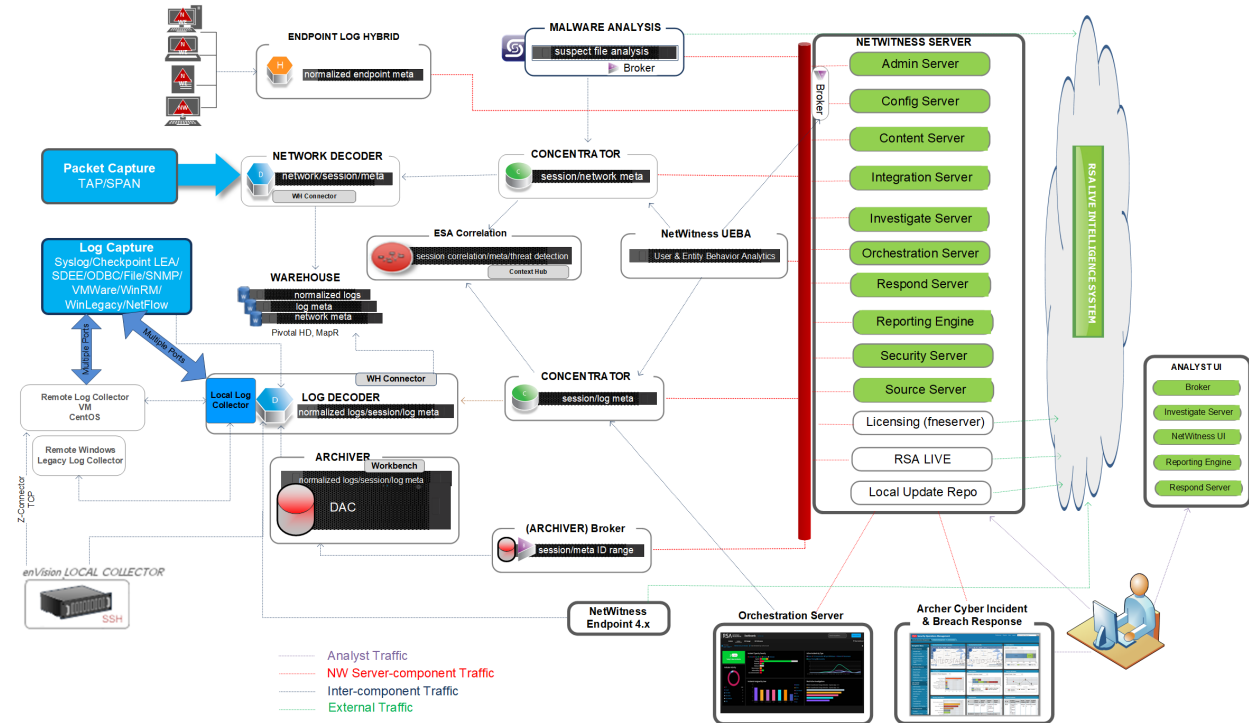 ENDPOINT LOG HYBRID
H
normalized endpoint meta
NW
NW
MALWARE ANALYSIS
suspect file analysis
Broker
NETWITNESS SERVER
Broker
Admin Server
Config Server
Content Server
Integration Server
Investigate Server
Orchestration Server
Respond Server
Reporting Engine
Security Server
Source Server
Licensing (fneserver)
RSA LIVE
Local Update Repo
RSA LIVE INTELLIGENCE SYSTEM
Packet Capture
TAP/SPAN
NETWORK DECODER
D
network/session/meta
WH Connector
CONCENTRATOR
C
session/network meta
ESA Correlation
session correlation/meta/threat detection
Context Hub
NetWitness UEBA
User & Entity Behavior Analytics
Log Capture
Syslog/Checkpoint LEA/
SDEE/ODBC/File/SNMP/
VMWare/WinRM/
WinLegacy/NetFlow
WAREHOUSE
normalized logs
log meta
network meta
Pivotal HD, MapR
Multiple Ports
Multiple Ports
WH Connector
Local Log
Collector
D
LOG DECODER
normalized logs/session/log meta
CONCENTRATOR
C
session/log meta
Remote Log Collector
VM
CentOS
Remote Windows
Legacy Log Collector
ARCHIVER
Workbench
normalized logs/session/log meta
DAC
(ARCHIVER) Broker
session/meta ID range
Z-Connector
TCP
enVision LOCAL COLLECTOR
SSH
NetWitness
Endpoint 4.x
Orchestration Server
RSA
Archer Cyber Incident
& Breach Response
ANALYST UI
Broker
Investigate Server
NetWitness UI
Reporting Engine
Respond Server
Analyst Traffic
NW Server-component Traffic
Inter-component Traffic
External Traffic